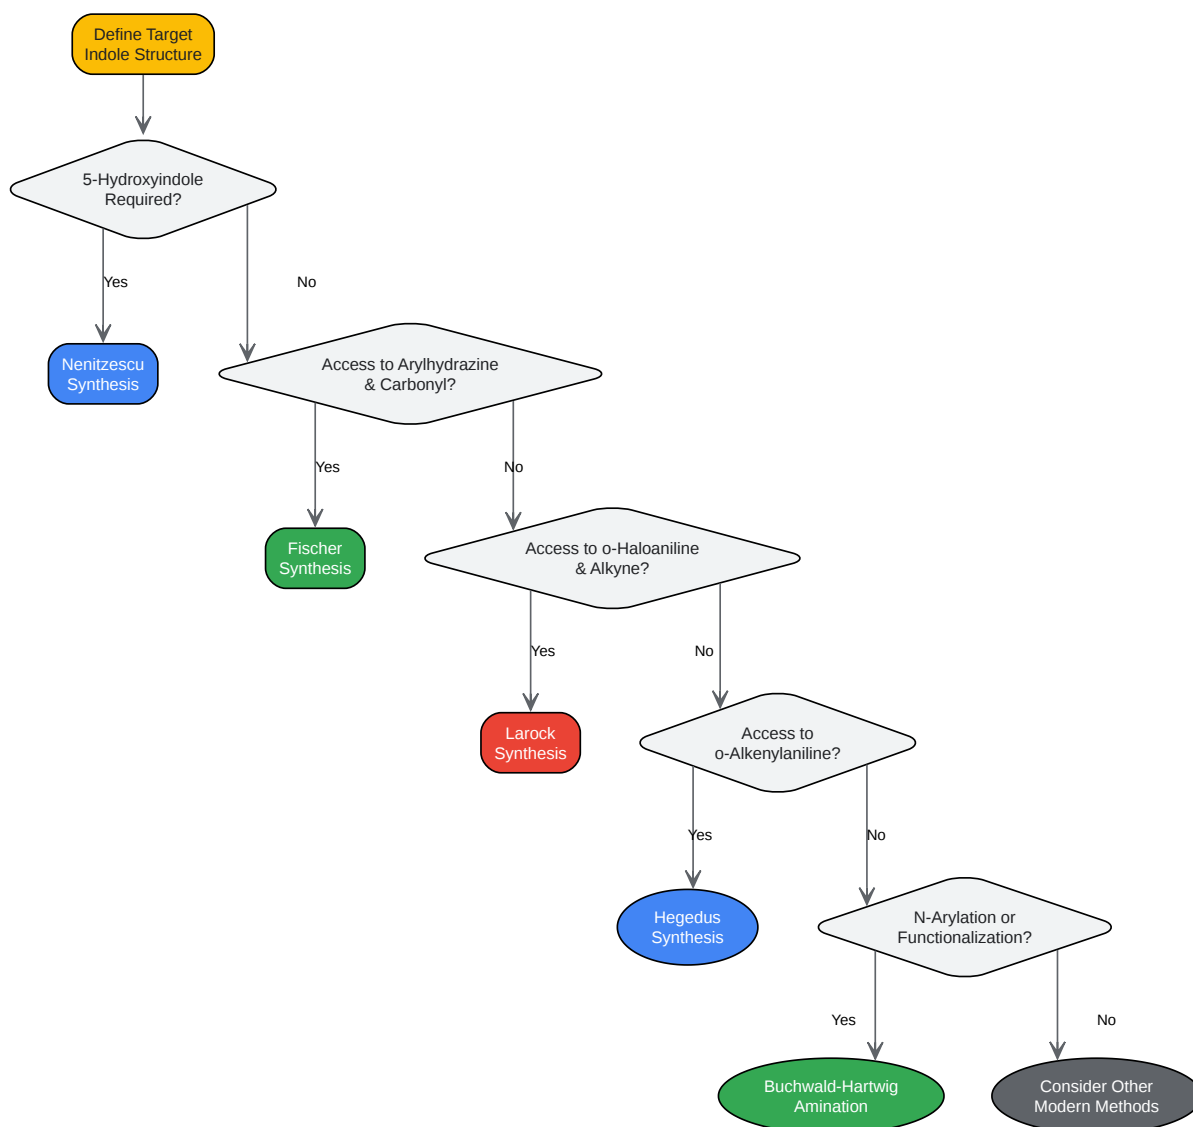 Define Target
Indole Structure
5-Hydroxyindole
Required?
Yes
No
Nenitzescu
Synthesis
Access to Arylhydrazine
& Carbonyl?
Yes
No
Fischer
Synthesis
Access to o-Haloaniline
& Alkyne?
Yes
No
Larock
Synthesis
Access to
o-Alkenylaniline?
Yes
No
Hegedus
Synthesis
N-Arylation or
Functionalization?
Yes
No
Buchwald-Hartwig
Amination
Consider Other
Modern Methods